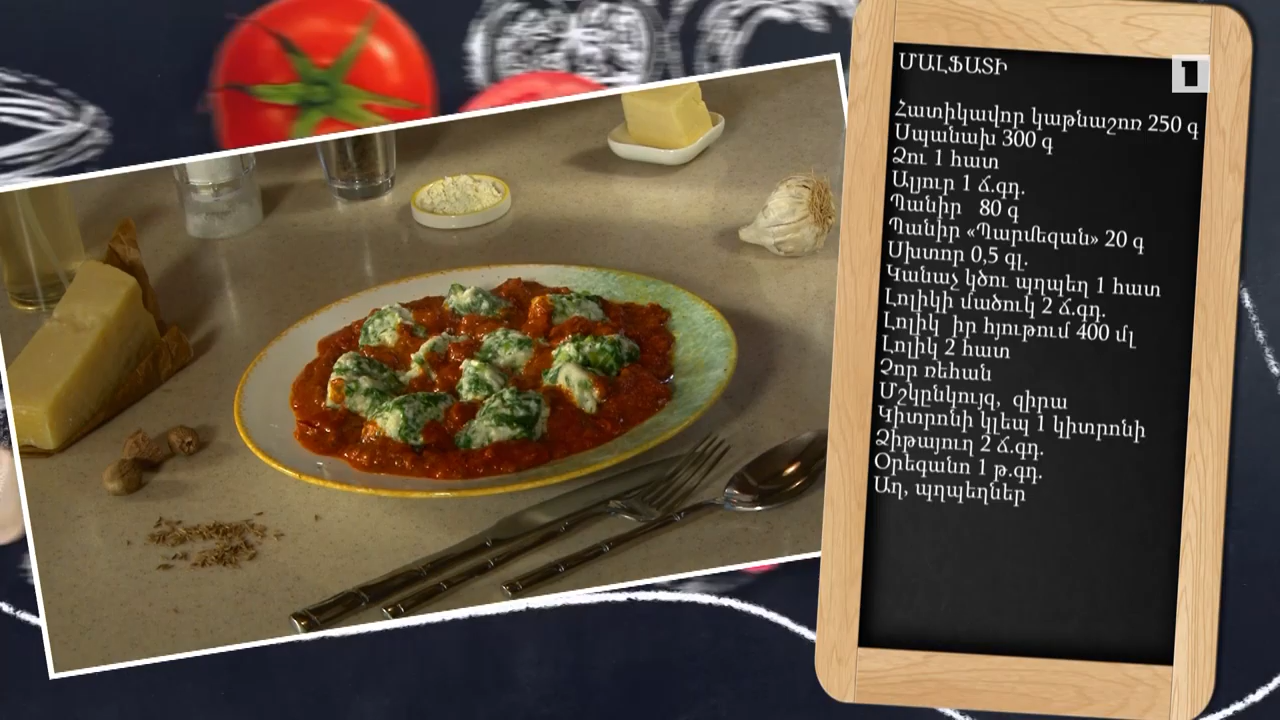 ՄԱԼՖԱՏԻ
1
Հատիկավոր կաթնաշոռ 250 գ
Սպանախ 300 գ
Ձու 1 հատ
Ալյուր 1 ճ.գդ.
Պանիր 80 գ
Պանիր «Պարմեզան» 20 գ
Սխտոր 0,5 գլ.
Կանաչ կծու պղպեղ 1 հատ
Լոլիկի մածուկ 2 ճ.գդ.
Լոլիկ իր հյութում 400 մլ
Լոլիկ 2 հատ
Չոր ռեհան
Մշկընկույզ, զիրա
Կիտրոնի կլեպ 1 կիտրոնի
Ձիթայուղ 2 ճ.գդ.
Օրեգանո 1 թ.գդ.
Աղ, պղպեղներ